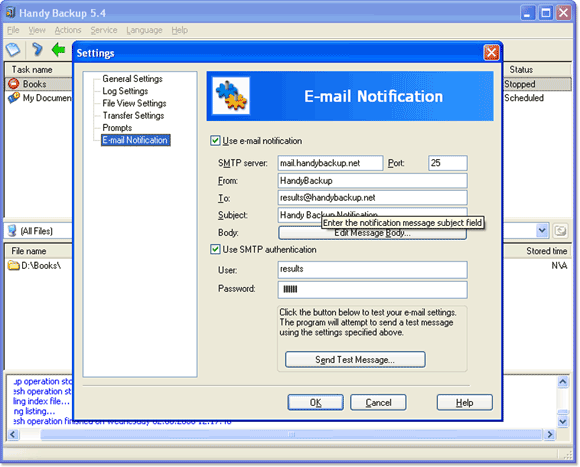 Handy Backup 5.4
File View Actions Service Language Help
Task name
Status
Books
Stopped
My Documen
Scheduled
Settings
General Settings
Log Settings
File View Settings
Transfer Settings
Prompts
E-mail Notification
E-mail Notification
Use e-mail notification
SMTP server: mail.handybackup.net Port: 25
From: HandyBackup
To: results@handybackup.net
Subject: Handy Backup Notification
Enter the notification message subject field
Body: Edit Message Body...
Use SMTP authentication
User: results
Password:
Click the button below to test your e-mail settings.
The program will attempt to send a test message
using the settings specified above.
Send Test Message...
OK Cancel Help
(All Files)
File name
Stored time
D:\Books\
N/A
up operation sto
esh operation st
ling index file...
ng listing...
esh operation finished on Wednesday